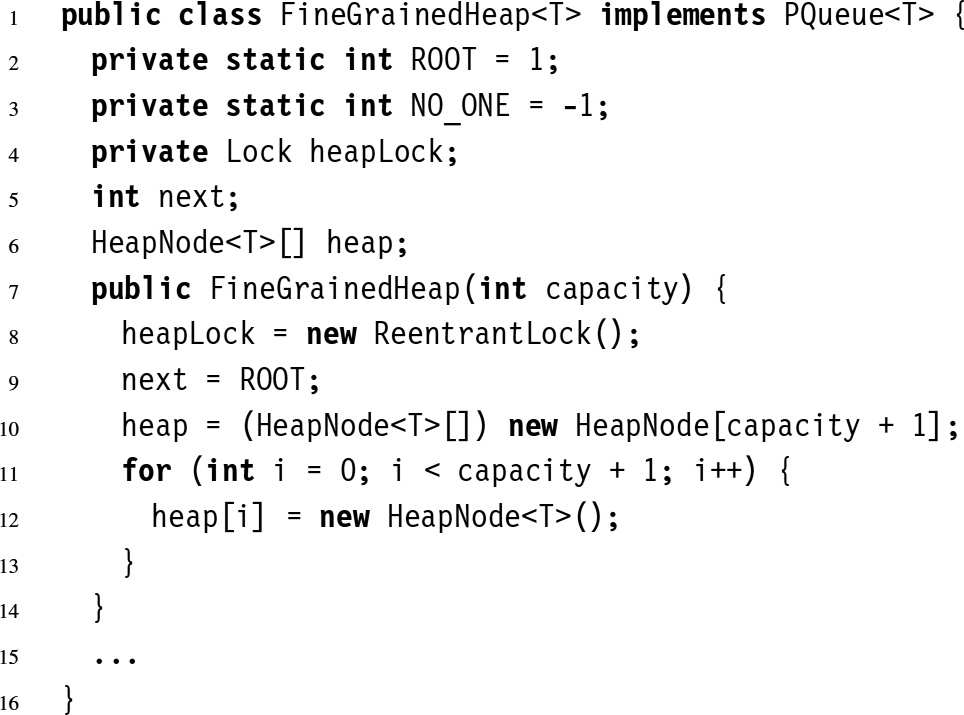 1 public class FineGrainedHeap<T> implements PQueue<T> {
2 private static int ROOT = 1;
3 private static int NO_ONE = -1;
4 private Lock heapLock;
5 int next;
6 HeapNode<T>[] heap;
7 public FineGrainedHeap(int capacity) {
8 heapLock = new ReentrantLock();
9 next = ROOT;
10 heap = (HeapNode<T>[]) new HeapNode[capacity + 1];
11 for (int i = 0; i < capacity + 1; i++) {
12 heap[i] = new HeapNode<T>();
13 }
14 }
15 ...
16 }